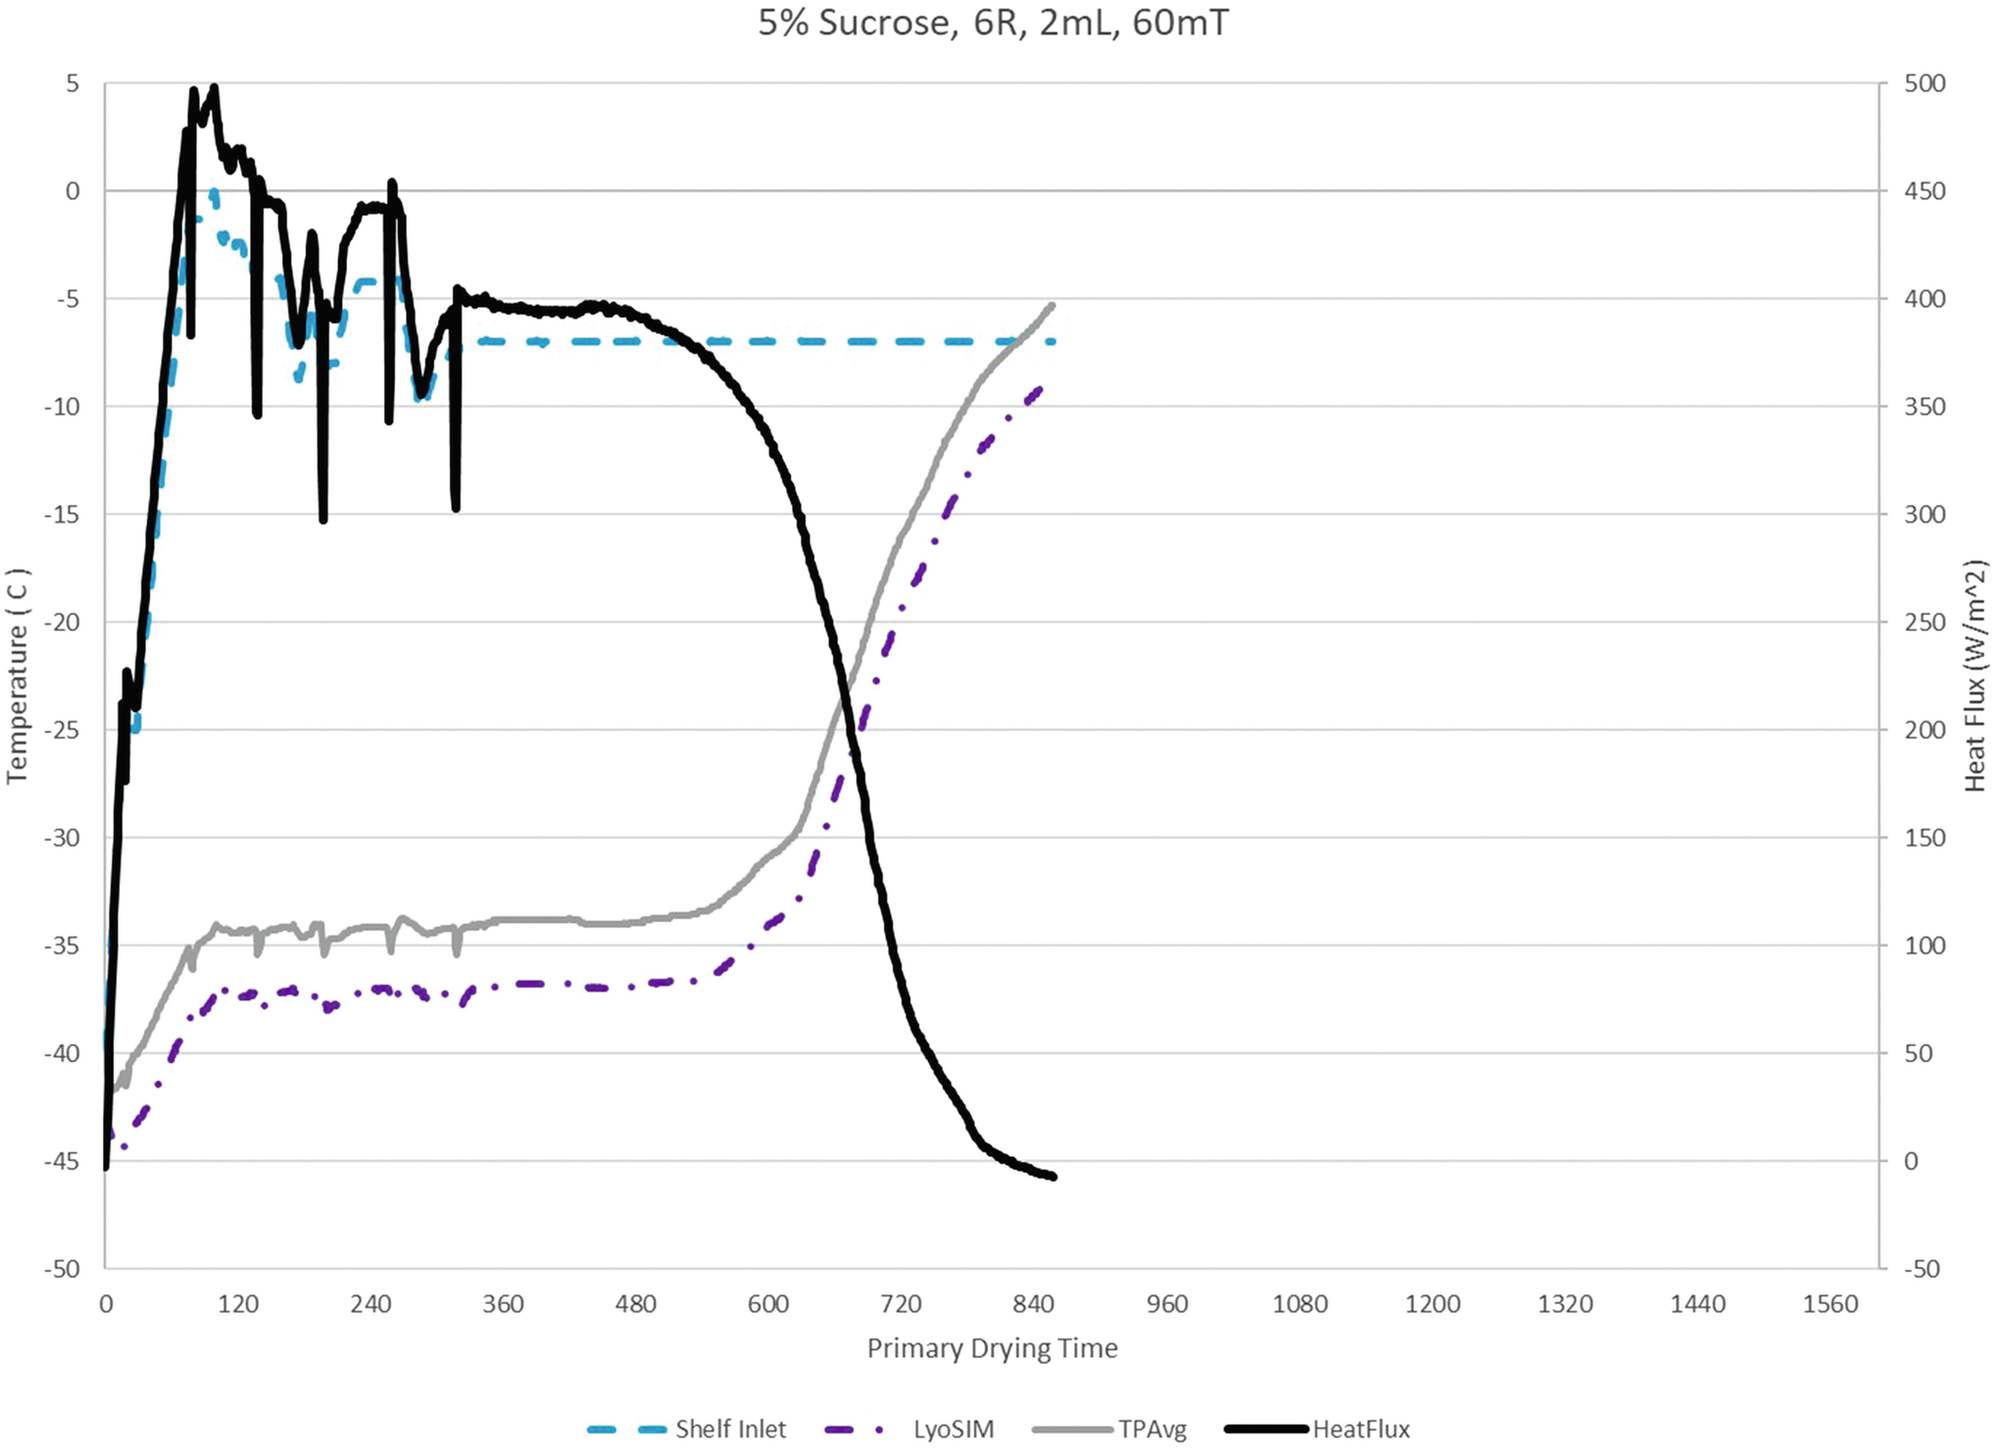 5% Sucrose, 6R, 2mL, 60mT
5 500
0 450
-5 400
-10 350
-15 300
-20 250
-25 200
-30 150
-35 100
-40 50
-45 0
-50 -50
Temperature ( C )
Heat Flux (W/m^2)
0 120 240 360 480 600 720 840 960 1080 1200 1320 1440 1560
Primary Drying Time
Shelf Inlet LyoSIM TPAvg HeatFlux